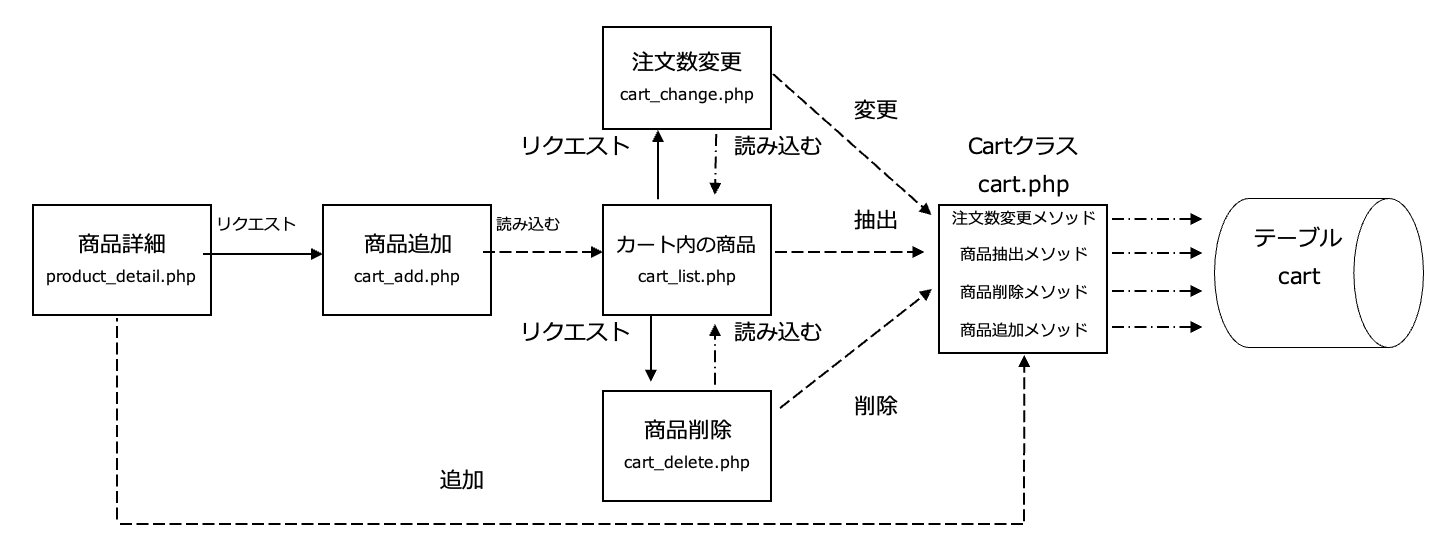 注文数変更
cart_change.php
変更
リクエスト
読み込む
Cartクラス
cart.php
商品詳細
product_detail.php
リクエスト
商品追加
cart_add.php
読み込む
カート内の商品
cart_list.php
抽出
注文数変更メソッド
商品抽出メソッド
商品削除メソッド
商品追加メソッド
テーブル
cart
リクエスト
読み込む
商品削除
cart_delete.php
削除
追加